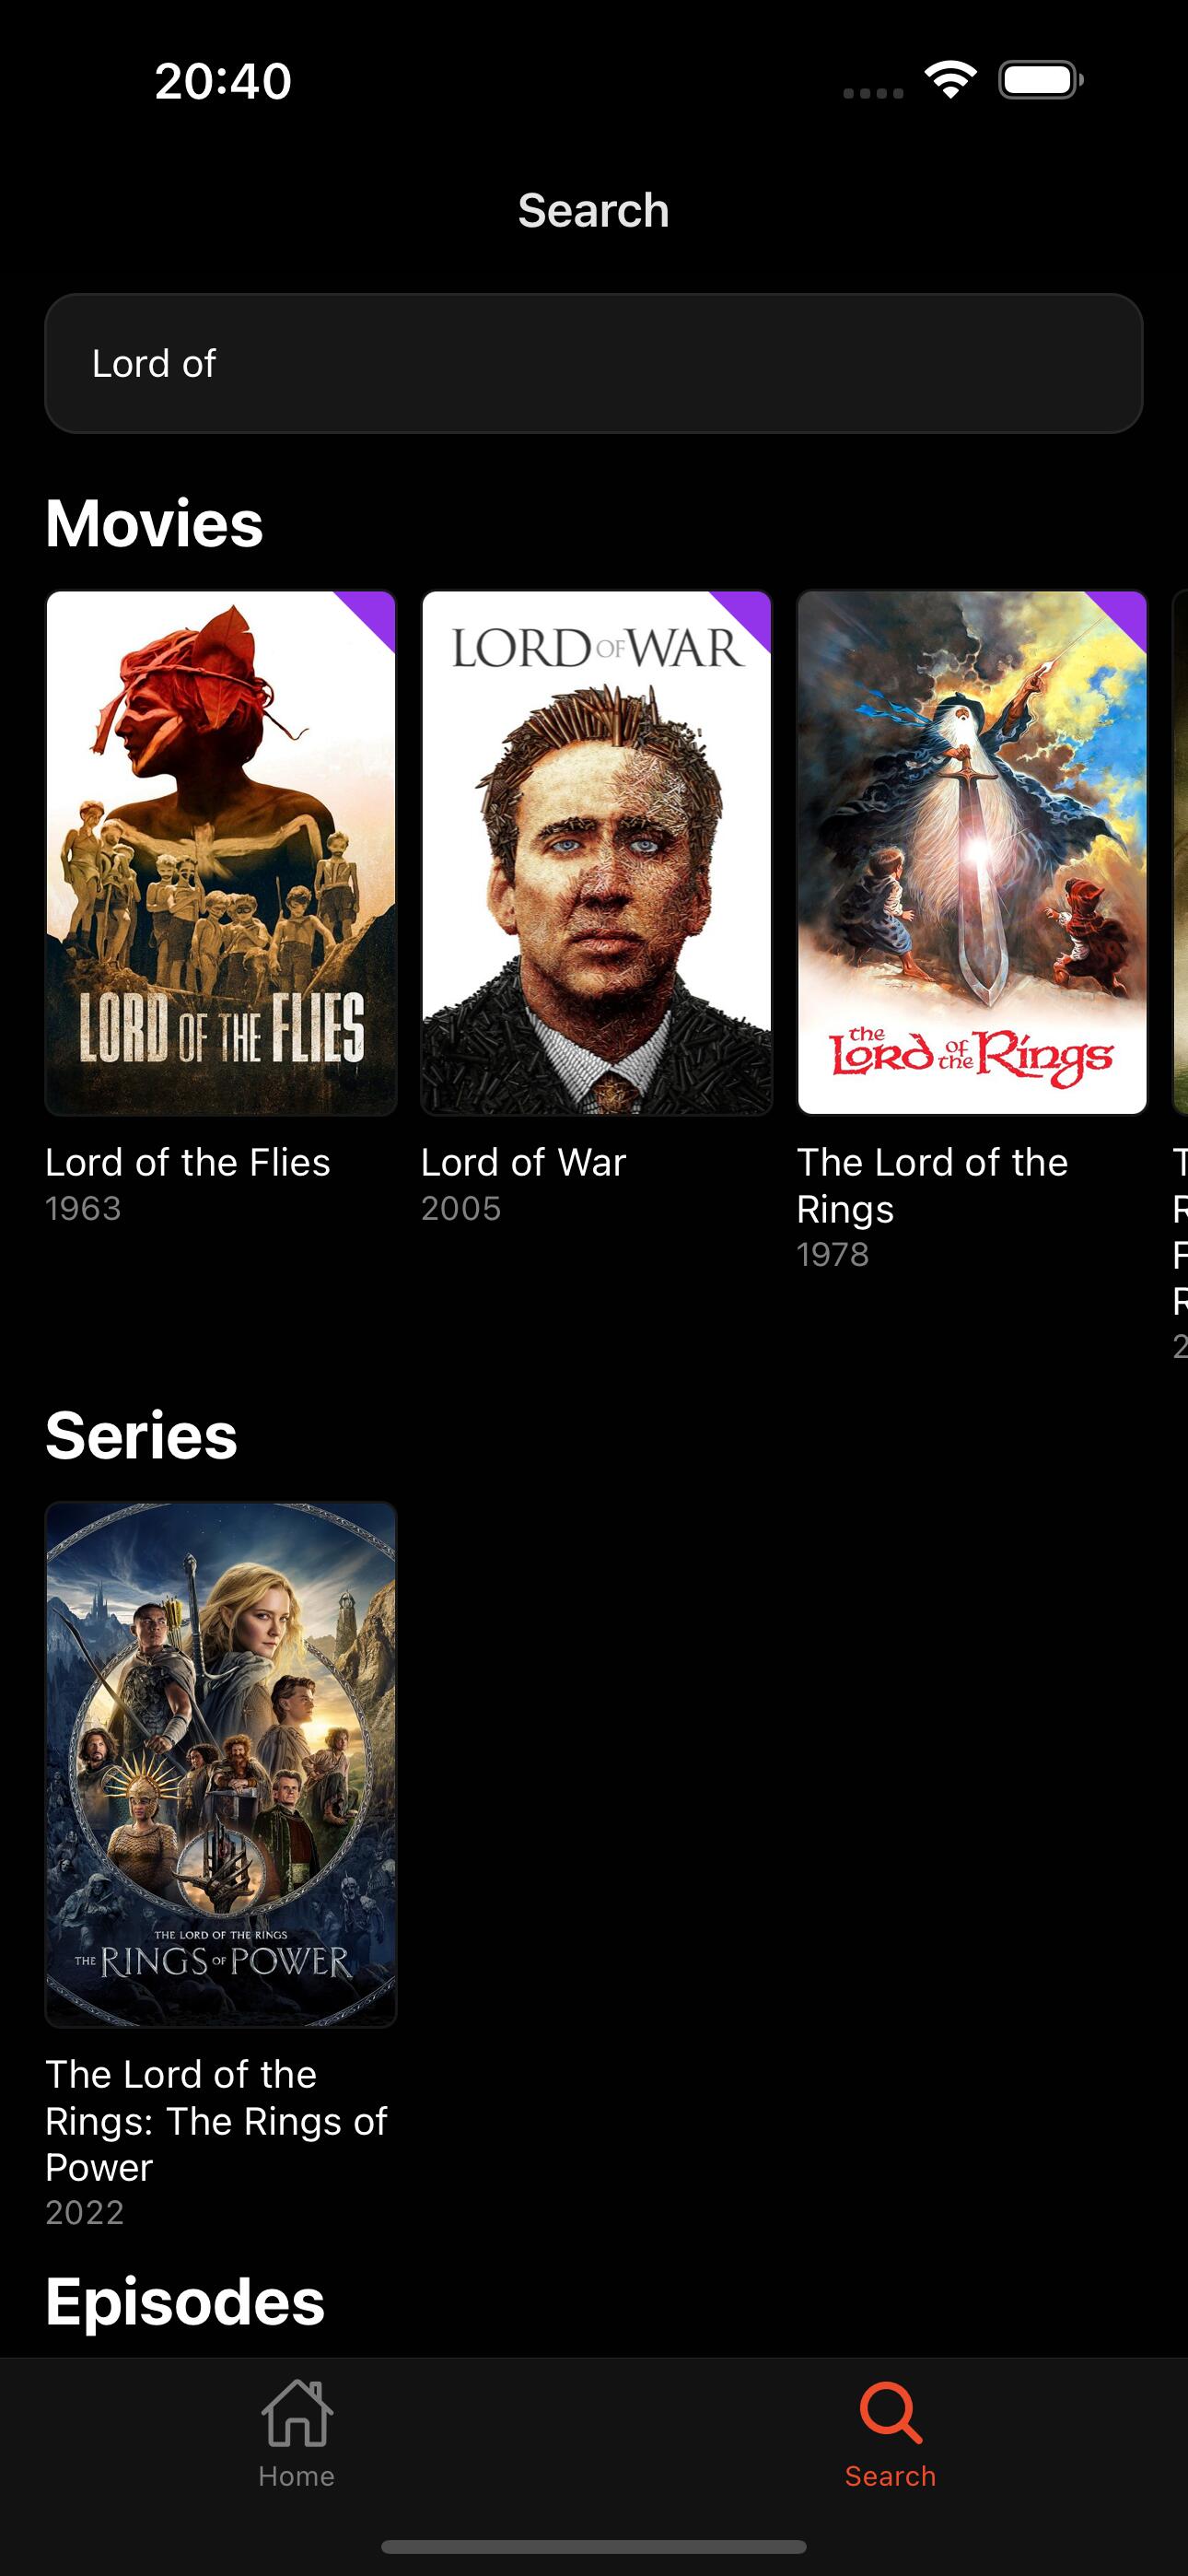 20:40
Search
Lord of
Movies
LORD OF THE FLIES
LORD OF WAR
the Lord of the Rings
Lord of the Flies
1963
Lord of War
2005
The Lord of the
Rings
1978
T
R
F
R
2
Series
THE LORD OF THE RINGS
THE RINGS OF POWER
The Lord of the
Rings: The Rings of
Power
2022
Episodes
Home
Search